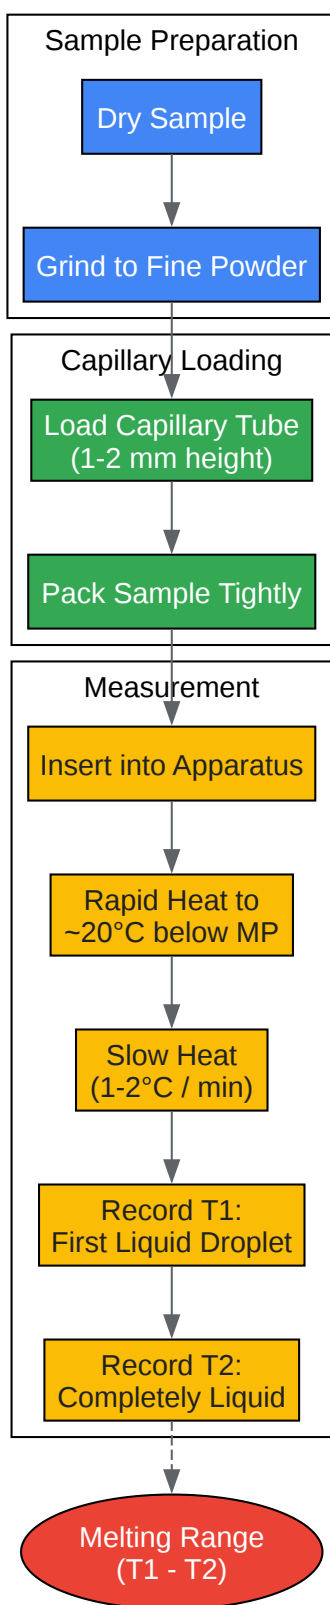 Sample Preparation
Dry Sample
Grind to Fine Powder
Capillary Loading
Load Capillary Tube
(1-2 mm height)
Pack Sample Tightly
Measurement
Insert into Apparatus
Rapid Heat to
~20°C below MP
Slow Heat
(1-2°C / min)
Record T1:
First Liquid Droplet
Record T2:
Completely Liquid
Melting Range
(T1 - T2)